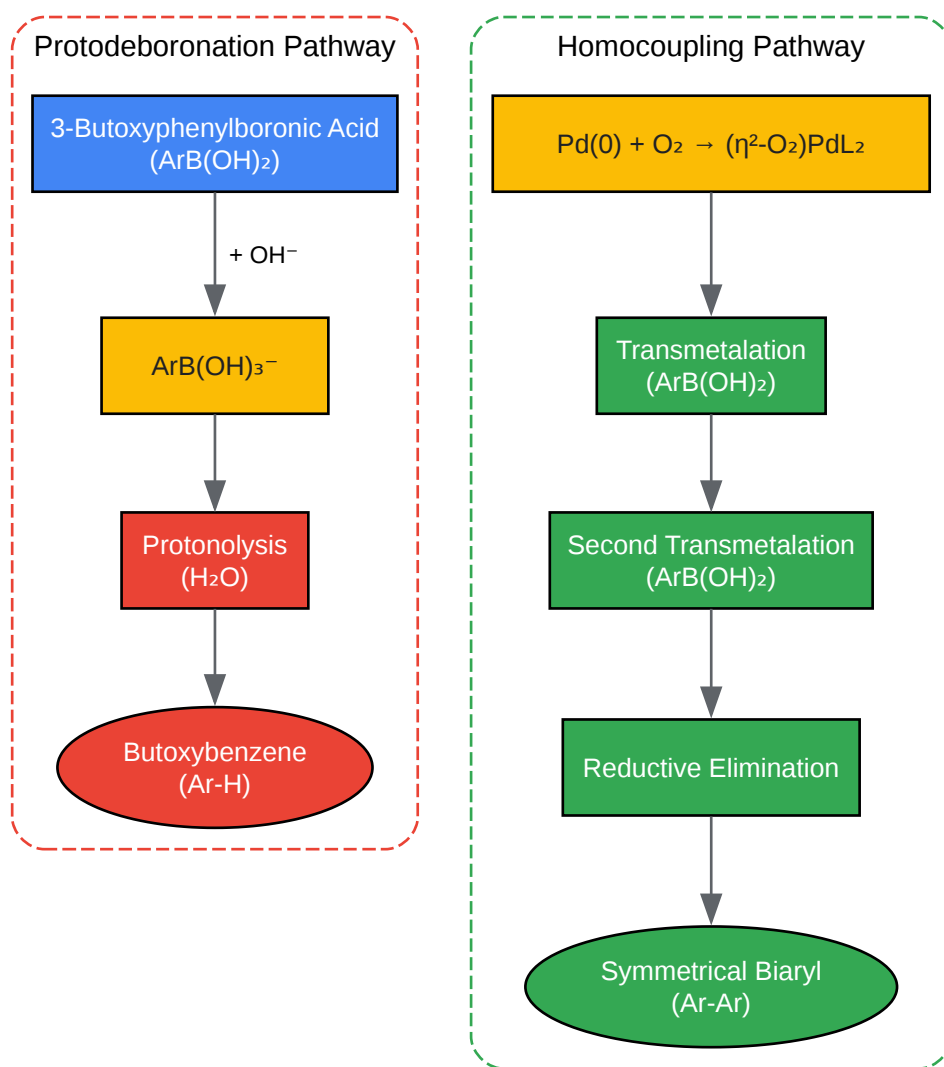 Protodeboronation Pathway
3-Butoxyphenylboronic Acid
(ArB(OH)₂)
+ OH⁻
ArB(OH)₃⁻
Protonolysis
(H₂O)
Butoxybenzene
(Ar-H)
Homocoupling Pathway
Pd(0) + O₂ → (η²-O₂)PdL₂
Transmetalation
(ArB(OH)₂)
Second Transmetalation
(ArB(OH)₂)
Reductive Elimination
Symmetrical Biaryl
(Ar-Ar)